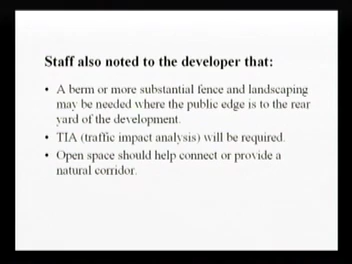 Staff also noted to the developer that:
• A berm or more substantial fence and landscaping
may be needed where the public edge is to the rear
yard of the development.
• TIA (traffic impact analysis) will be required.
• Open space should help connect or provide a
natural corridor.